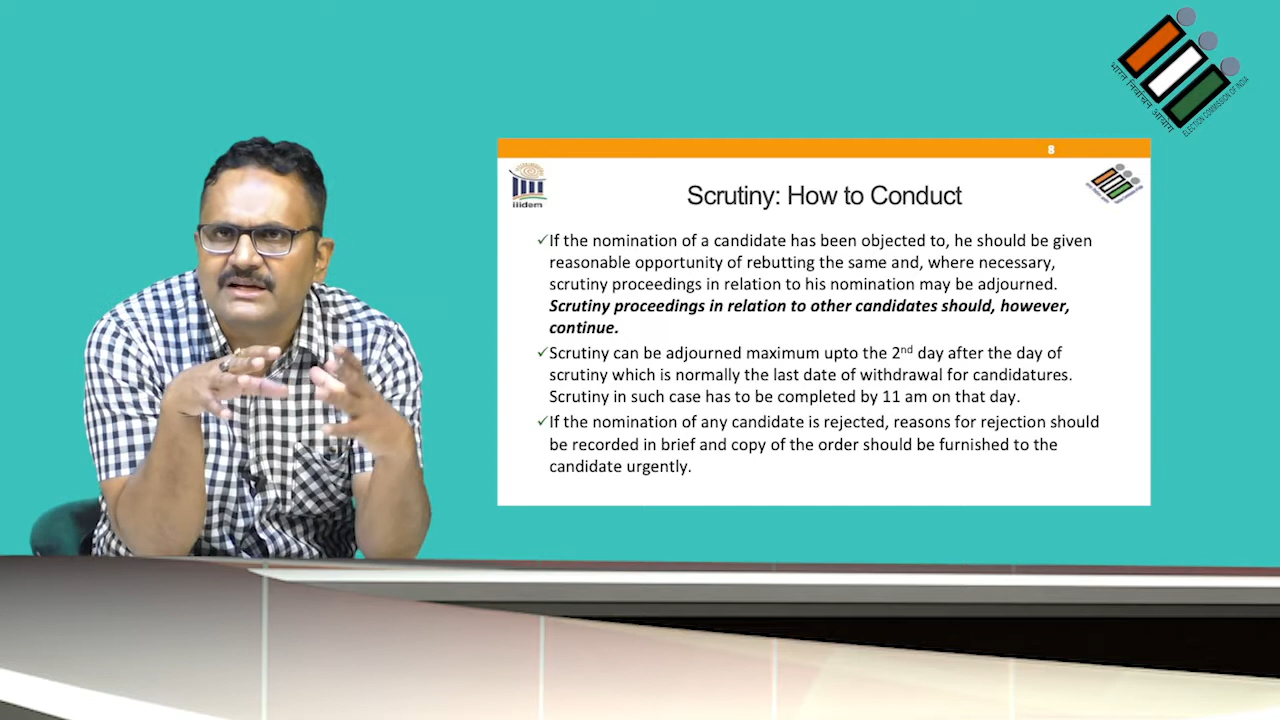 भारत निर्वाचन आयोग
ELECTION COMMISSION OF INDIA
8
iiidem
Scrutiny: How to Conduct
✓If the nomination of a candidate has been objected to, he should be given
reasonable opportunity of rebutting the same and, where necessary,
scrutiny proceedings in relation to his nomination may be adjourned.
Scrutiny proceedings in relation to other candidates should, however,
continue.
✓Scrutiny can be adjourned maximum upto the 2nd day after the day of
scrutiny which is normally the last date of withdrawal for candidatures.
Scrutiny in such case has to be completed by 11 am on that day.
✓If the nomination of any candidate is rejected, reasons for rejection should
be recorded in brief and copy of the order should be furnished to the
candidate urgently.